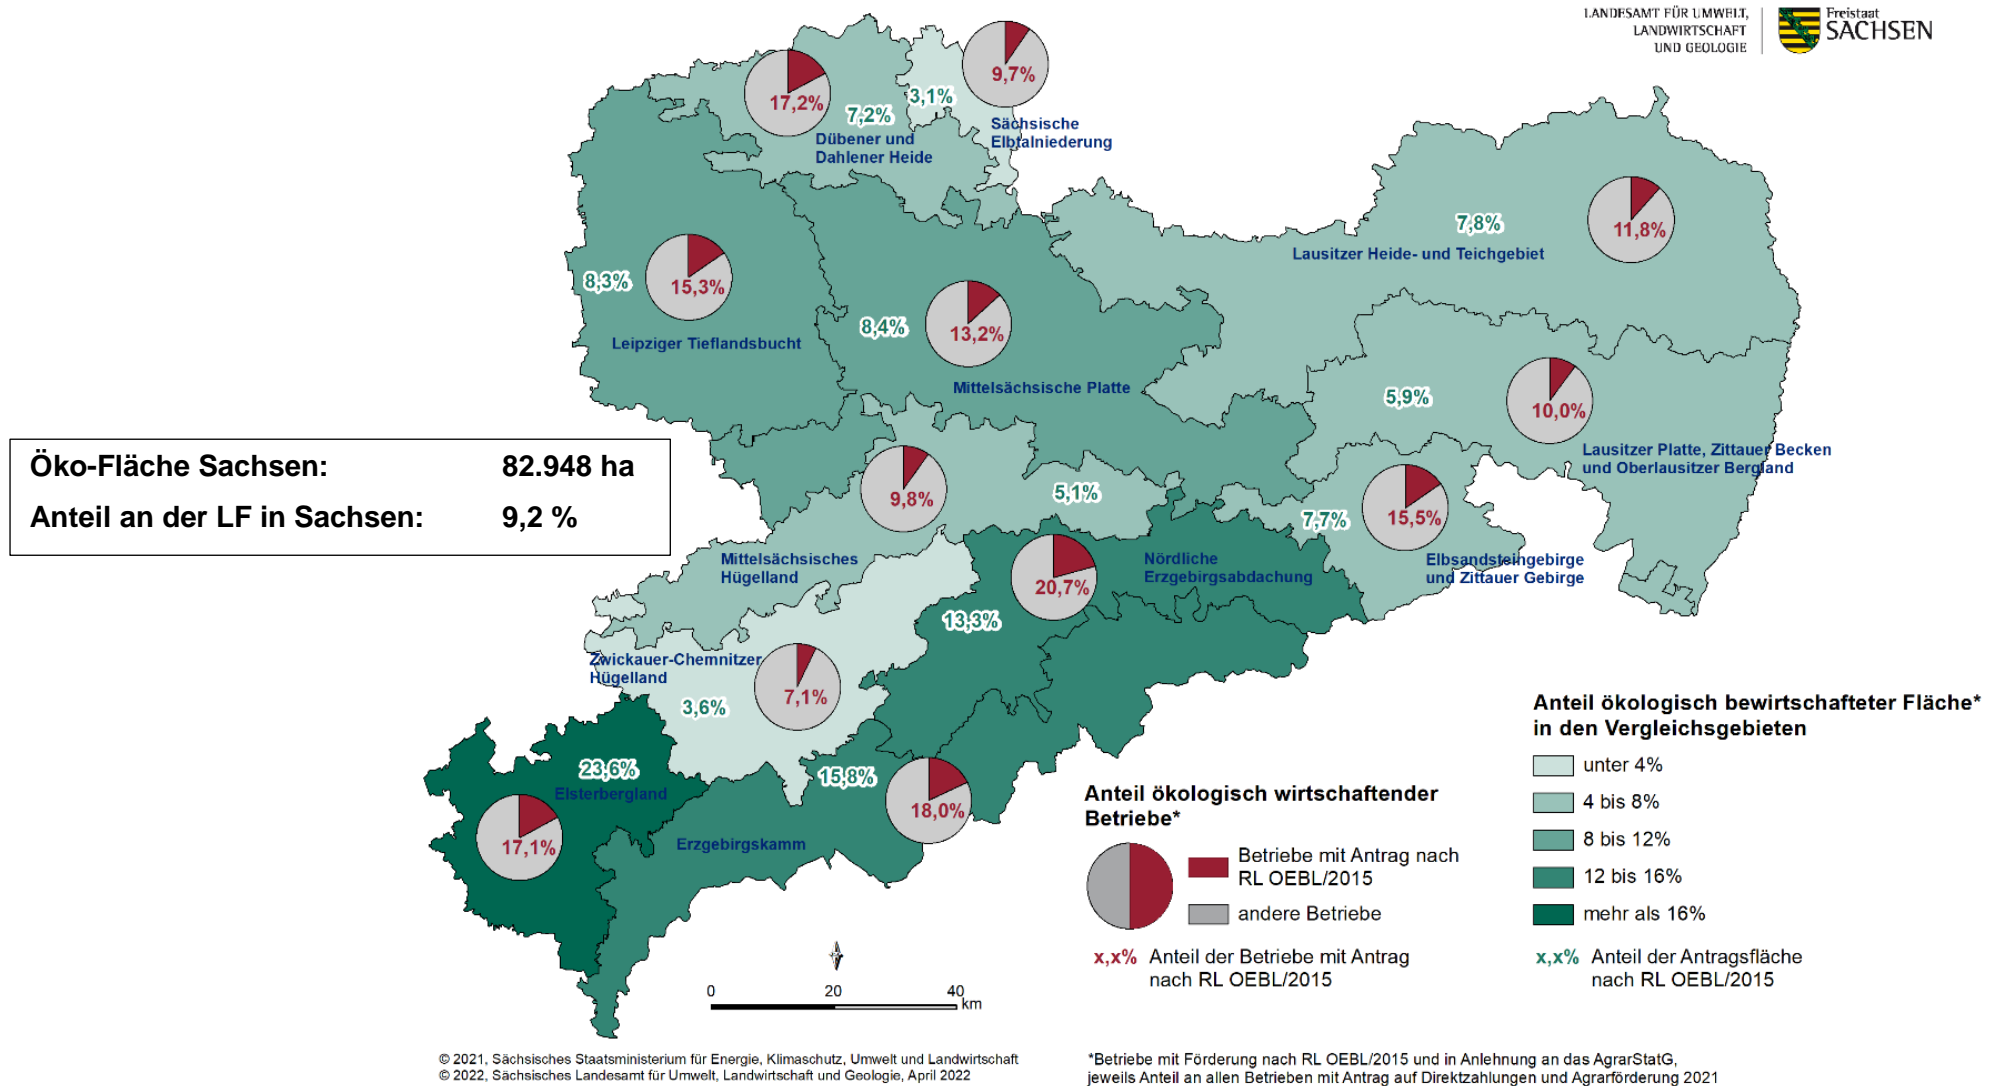 LANDESAMT FÜR UMWELT,
LANDWIRTSCHAFT
UND GEOLOGIE
Freistaat
SACHSEN
9,7%
17,2%
3,1%
7,2%
Sächsische
Elbtalniederung
Dübener und
Dahlener Heide
11,8%
7,8%
Lausitzer Heide- und Teichgebiet
8,3%
15,3%
Leipziger Tieflandsbucht
8,4%
13,2%
Mittelsächsische Platte
5,9%
10,0%
Lausitzer Platte, Zittauer Becken
und Oberlausitzer Bergland
Öko-Fläche Sachsen: 82.948 ha
Anteil an der LF in Sachsen: 9,2 %
9,8%
5,1%
Mittelsächsisches
Hügelland
7,7%
15,5%
Elbsandsteingebirge
und Zittauer Gebirge
Nördliche
Erzgebirgsabdachung
20,7%
13,3%
Zwickauer-Chemnitzer
Hügelland
7,1%
3,6%
23,6%
Elsterbergland
17,1%
15,8%
18,0%
Erzgebirgskamm
Anteil ökologisch wirtschaftender
Betriebe*
Betriebe mit Antrag nach
RL OEBL/2015
andere Betriebe
x,x% Anteil der Betriebe mit Antrag
nach RL OEBL/2015
Anteil ökologisch bewirtschafteter Fläche*
in den Vergleichsgebieten
unter 4%
4 bis 8%
8 bis 12%
12 bis 16%
mehr als 16%
x,x% Anteil der Antragsfläche
nach RL OEBL/2015
0 20 40
km
© 2021, Sächsisches Staatsministerium für Energie, Klimaschutz, Umwelt und Landwirtschaft
© 2022, Sächsisches Landesamt für Umwelt, Landwirtschaft und Geologie, April 2022
*Betriebe mit Förderung nach RL OEBL/2015 und in Anlehnung an das AgrarStatG,
jeweils Anteil an allen Betrieben mit Antrag auf Direktzahlungen und Agrarförderung 2021